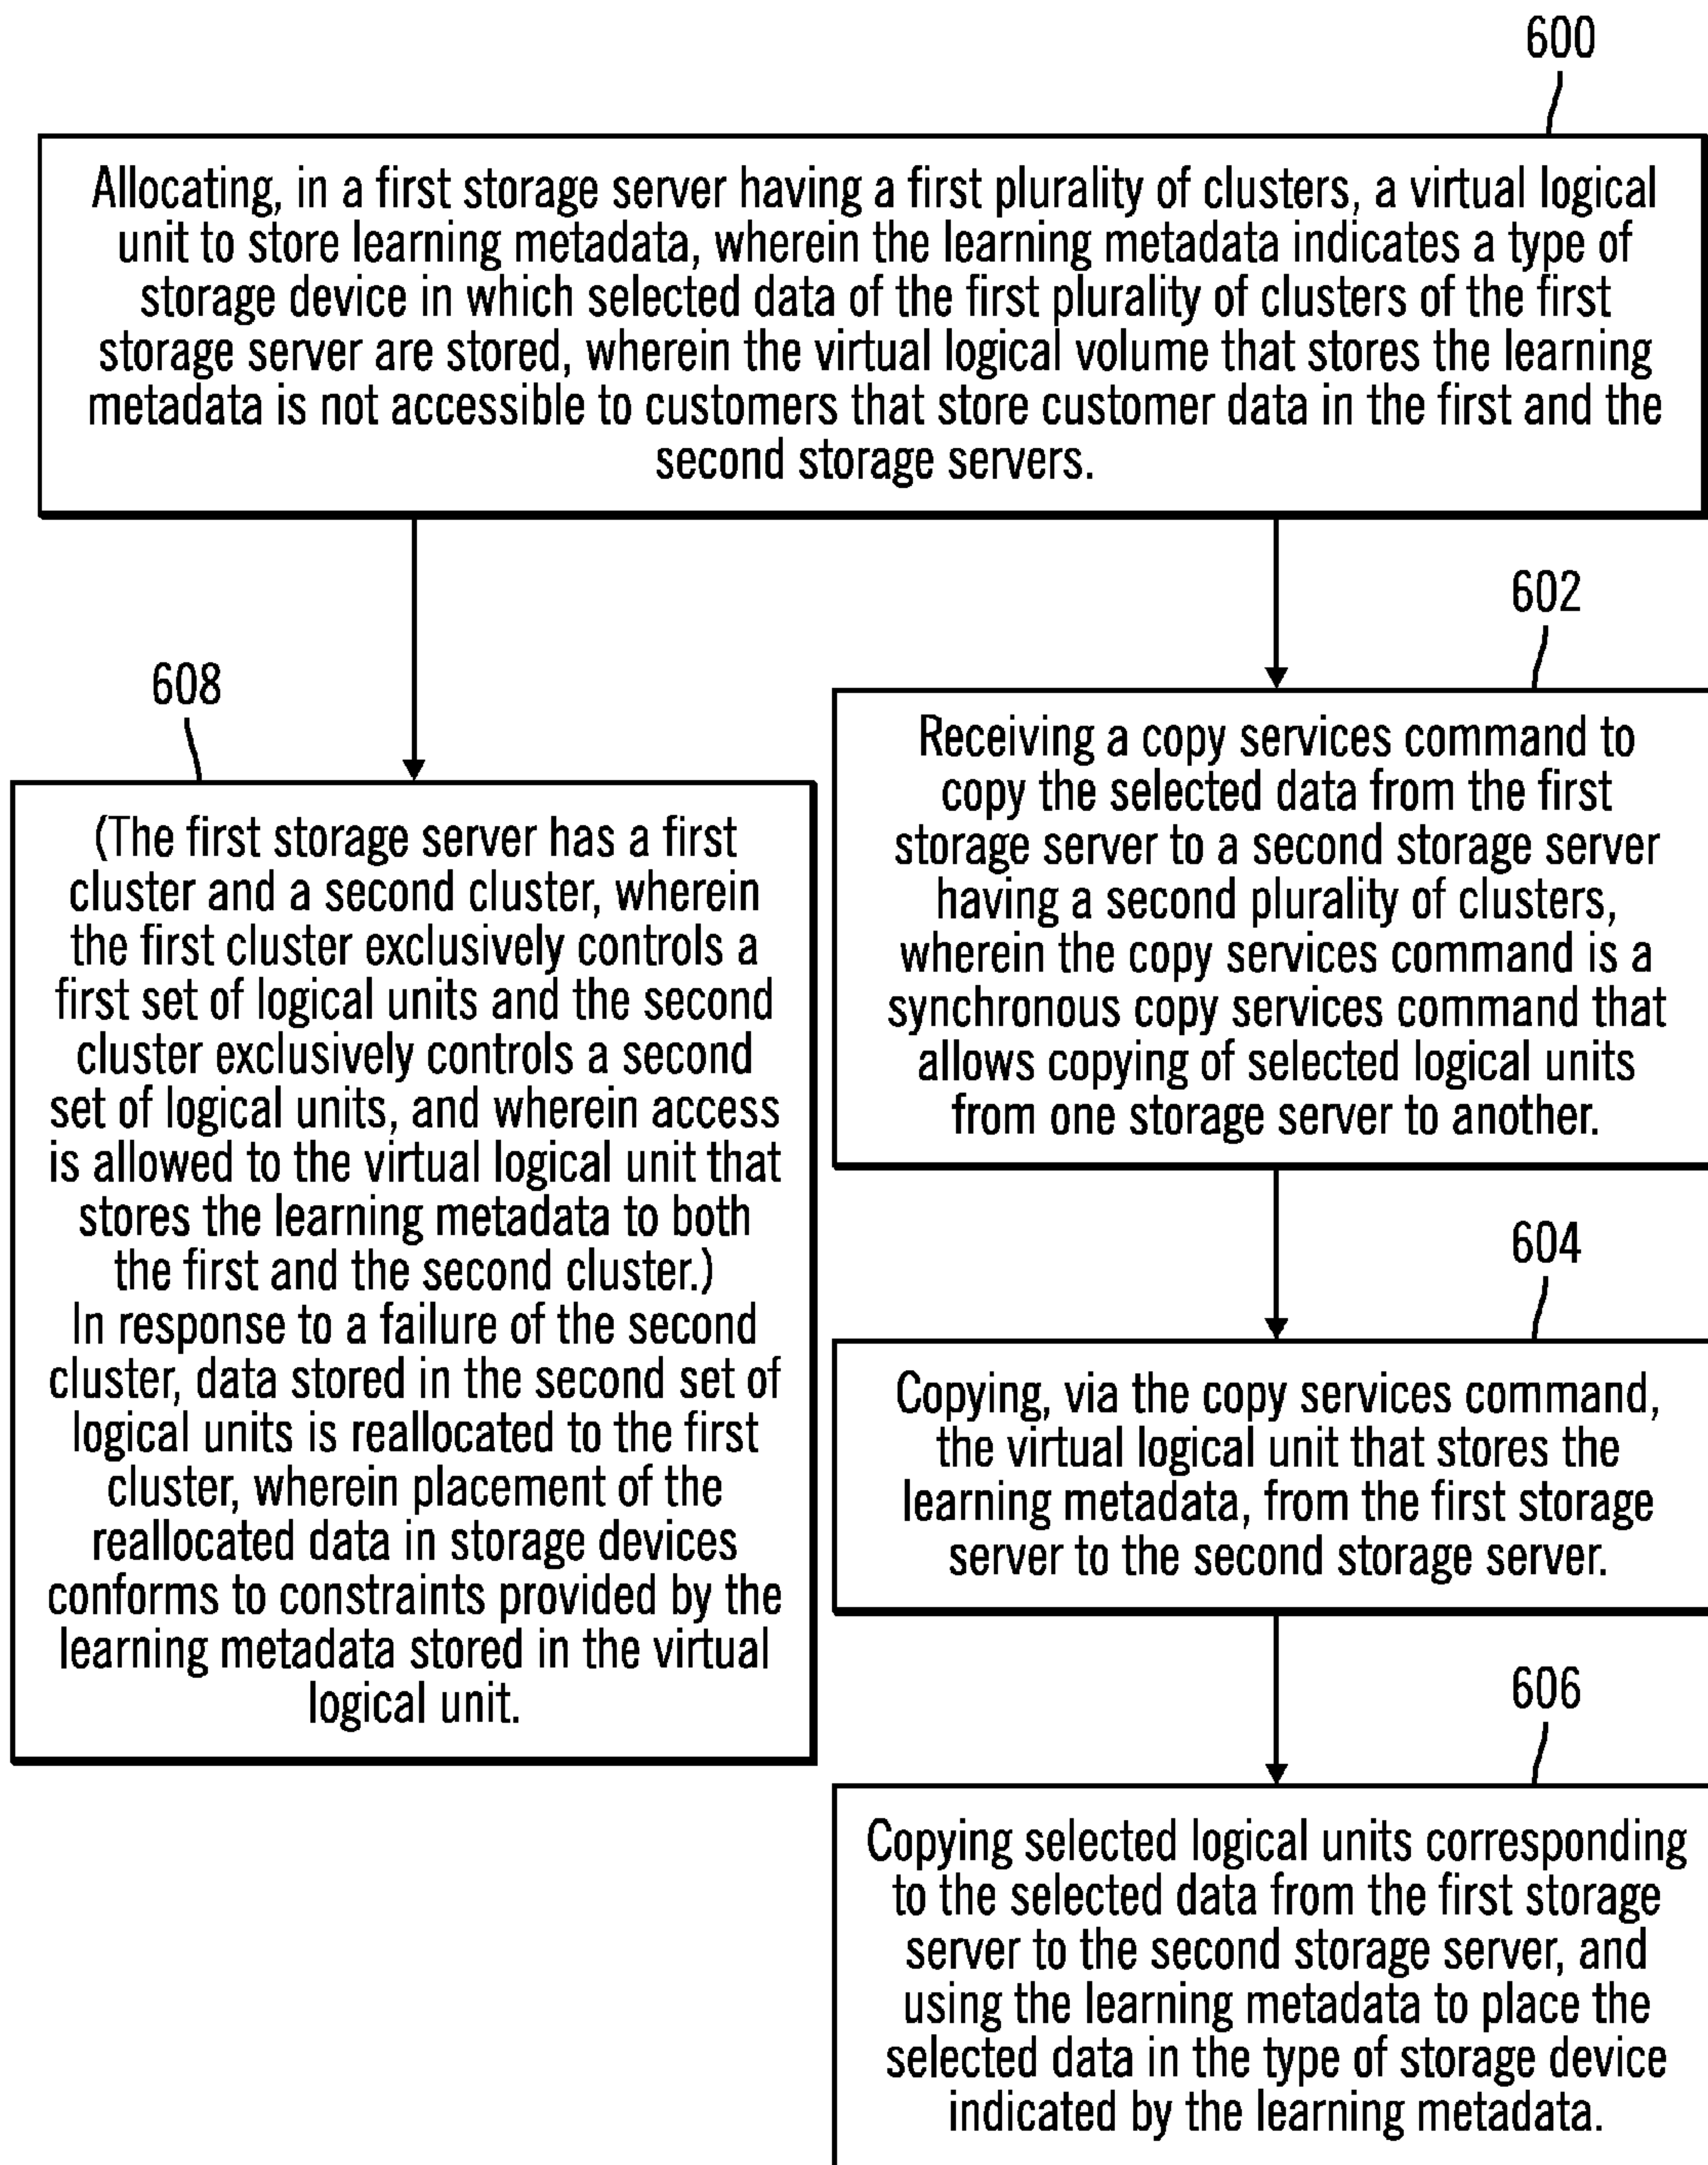 600
Allocating, in a first storage server having a first plurality of clusters, a virtual logical
unit to store learning metadata, wherein the learning metadata indicates a type of
storage device in which selected data of the first plurality of clusters of the first
storage server are stored, wherein the virtual logical volume that stores the learning
metadata is not accessible to customers that store customer data in the first and the
second storage servers.
608
(The first storage server has a first
cluster and a second cluster, wherein
the first cluster exclusively controls a
first set of logical units and the second
cluster exclusively controls a second
set of logical units, and wherein access
is allowed to the virtual logical unit that
stores the learning metadata to both
the first and the second cluster.)
In response to a failure of the second
cluster, data stored in the second set of
logical units is reallocated to the first
cluster, wherein placement of the
reallocated data in storage devices
conforms to constraints provided by the
learning metadata stored in the virtual
logical unit.
602
Receiving a copy services command to
copy the selected data from the first
storage server to a second storage server
having a second plurality of clusters,
wherein the copy services command is a
synchronous copy services command that
allows copying of selected logical units
from one storage server to another.
604
Copying, via the copy services command,
the virtual logical unit that stores the
learning metadata, from the first storage
server to the second storage server.
606
Copying selected logical units corresponding
to the selected data from the first storage
server to the second storage server, and
using the learning metadata to place the
selected data in the type of storage device
indicated by the learning metadata.